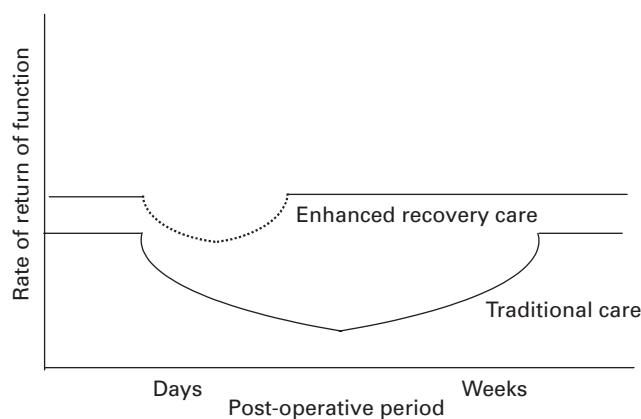 Rate of return of function
Enhanced recovery care
Traditional care
Days
Weeks
Post-operative period